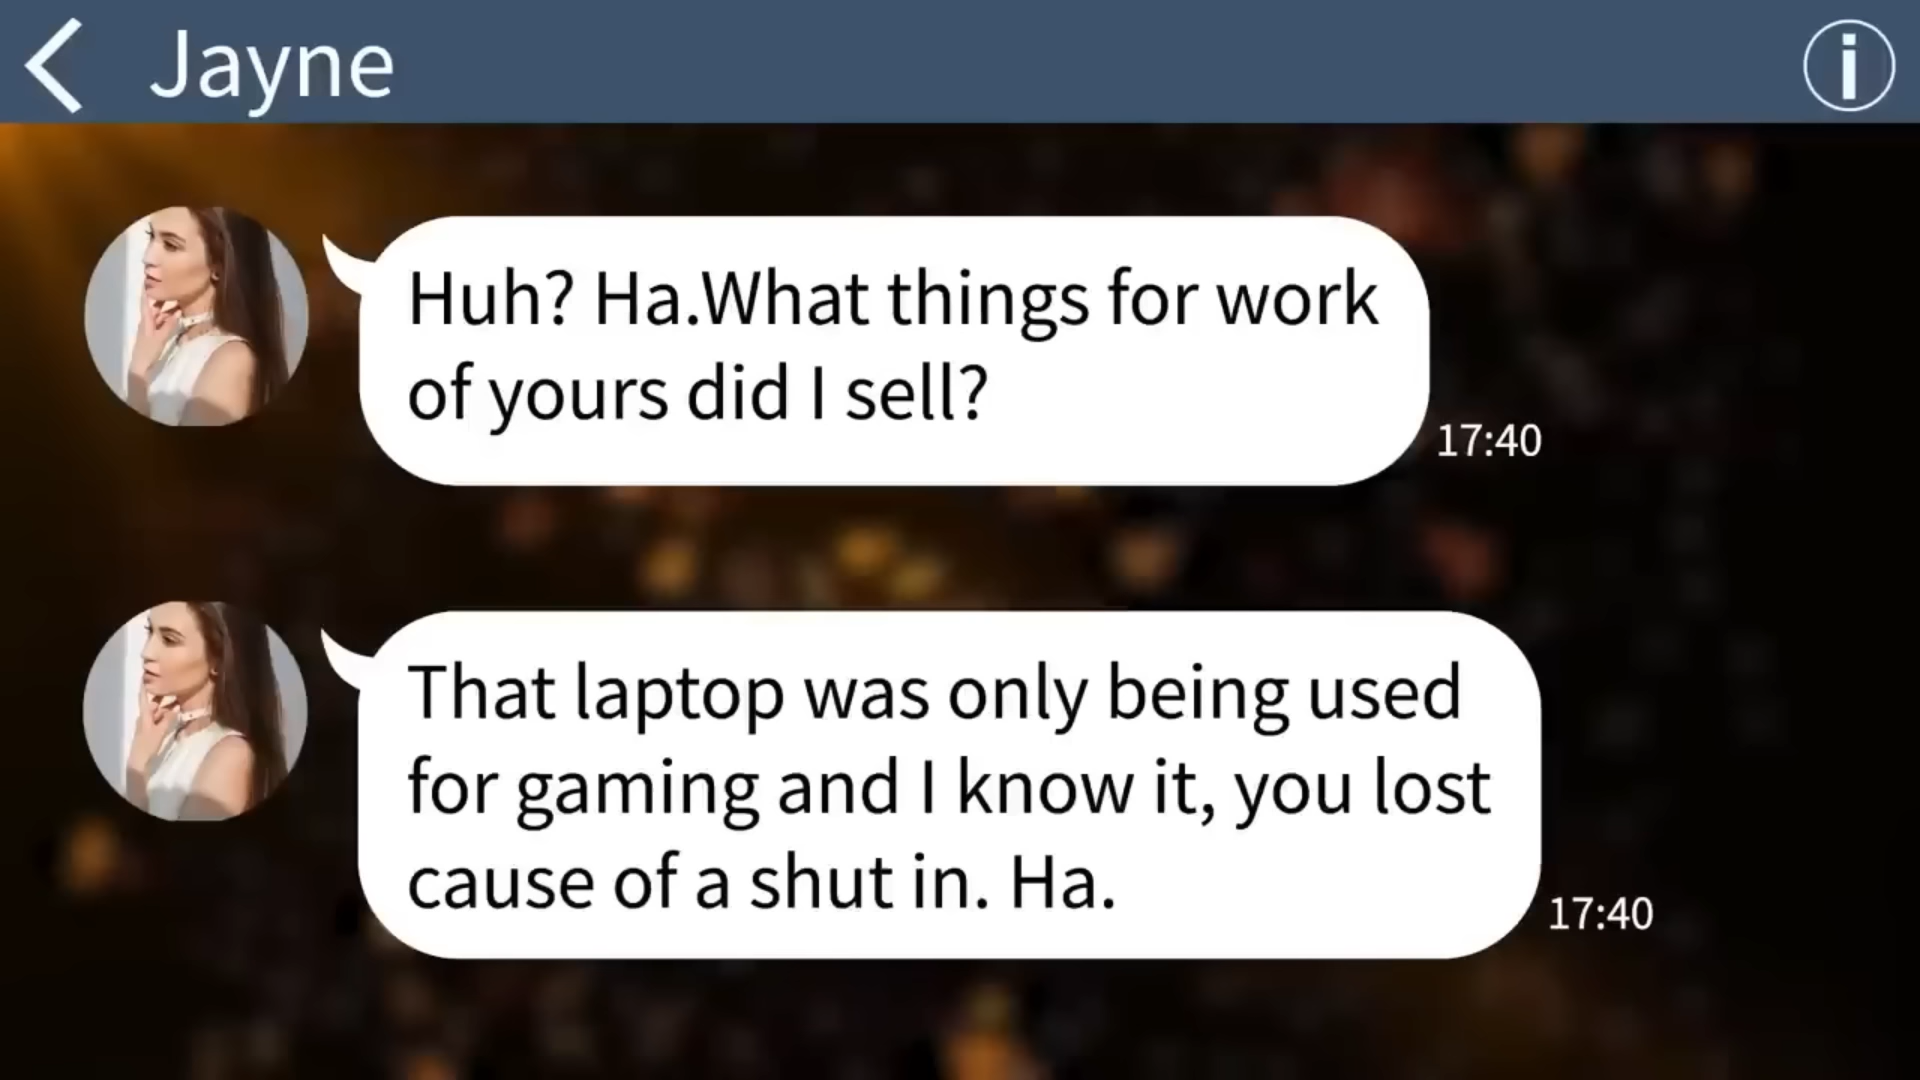 Jayne
Huh? Ha.What things for work
of yours did I sell?
17:40
That laptop was only being used
for gaming and I know it, you lost
cause of a shut in. Ha.
17:40